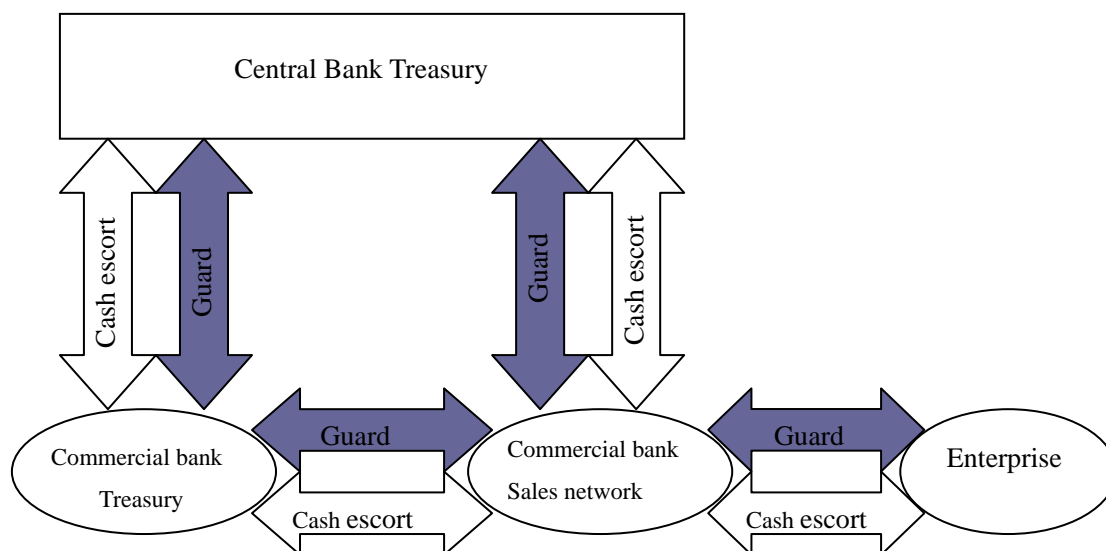 Central Bank Treasury
Cash escort
Guard
Guard
Cash escort
Commercial bank
Treasury
Guard
Cash escort
Commercial bank
Sales network
Guard
Cash escort
Enterprise